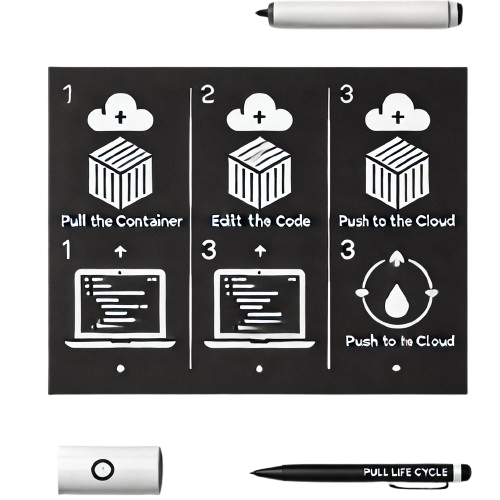 1
2
3
Pull the Container
Edit the Code
Push to the Cloud
1
3
3
Push to the Cloud
PULL LIFE CYCLE